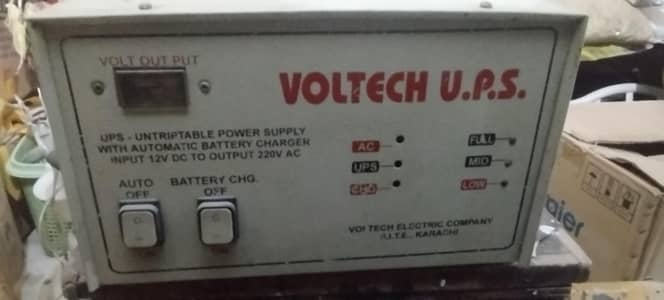 VOLT OUT PUT
VOLTECH U.P.S.
UPS - UNTRIPTABLE POWER SUPPLY
WITH AUTOMATIC BATTERY CHARGER
INPUT 12V DC TO OUTPUT 220V AC
AUTO
OFF
BATTERY CHG.
OFF
AC
UPS
CHG
FULL
MID
LOW
VOLTECH ELECTRIC COMPANY
S.I.T.E., KARACHI
aier